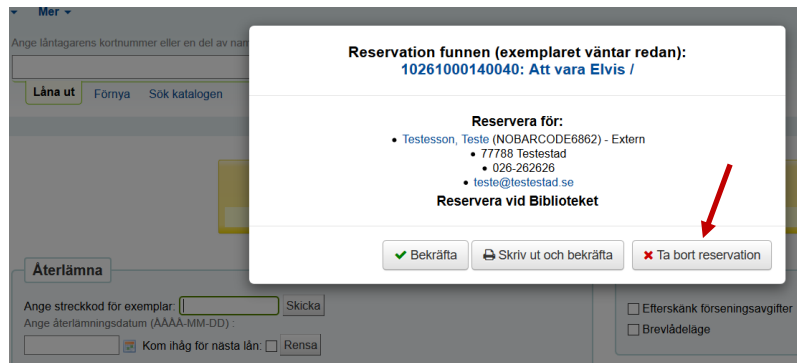 Mer
Ange låntagarens kortnummer eller en del av nam
Låna ut Förnya Sök katalogen
Reservation funnen (exemplaret väntar redan):
10261000140040: Att vara Elvis /
Reservera för:
• Testesson, Teste (NOBARCODE6862) - Extern
• 77788 Testestad
• 026-262626
• teste@testestad.se
Reservera vid Biblioteket
Bekräfta Skriv ut och bekräfta Ta bort reservation
Återlämna
Ange streckkod för exemplar: Skicka
Ange återlämningsdatum (ÅÅÅÅ-MM-DD) :
Kom ihåg för nästa lån: Rensa
Efterskänk förseningsavgifter
Brevlådeläge